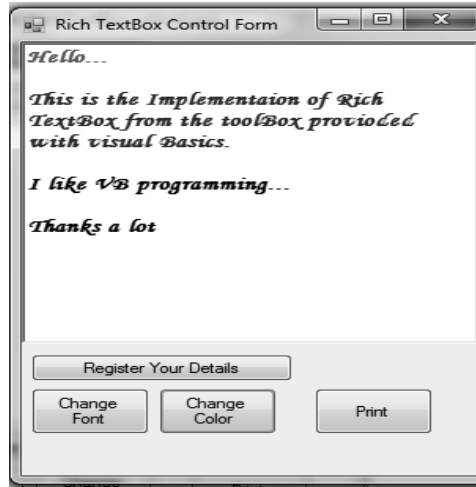 Rich TextBox Control Form
Hello...
This is the Implementaion of Rich
TextBox from the toolBox provioded
with visual Basics.
I like VB programming...
Thanks a lot
Register Your Details
Change
Font
Change
Color
Print